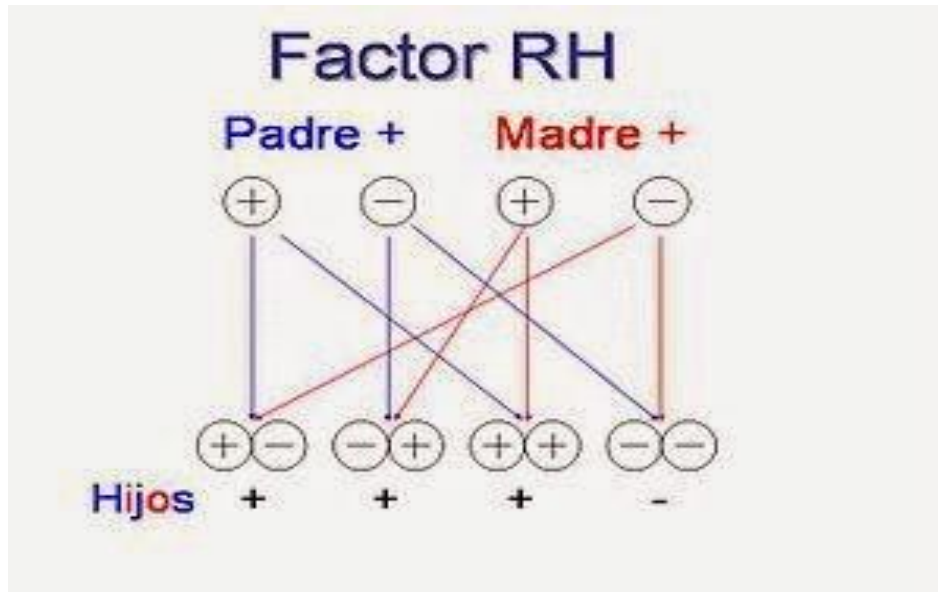 Factor RH
Padre + Madre +
+ − + −
+ − − + + + − −
Hijos + + + -